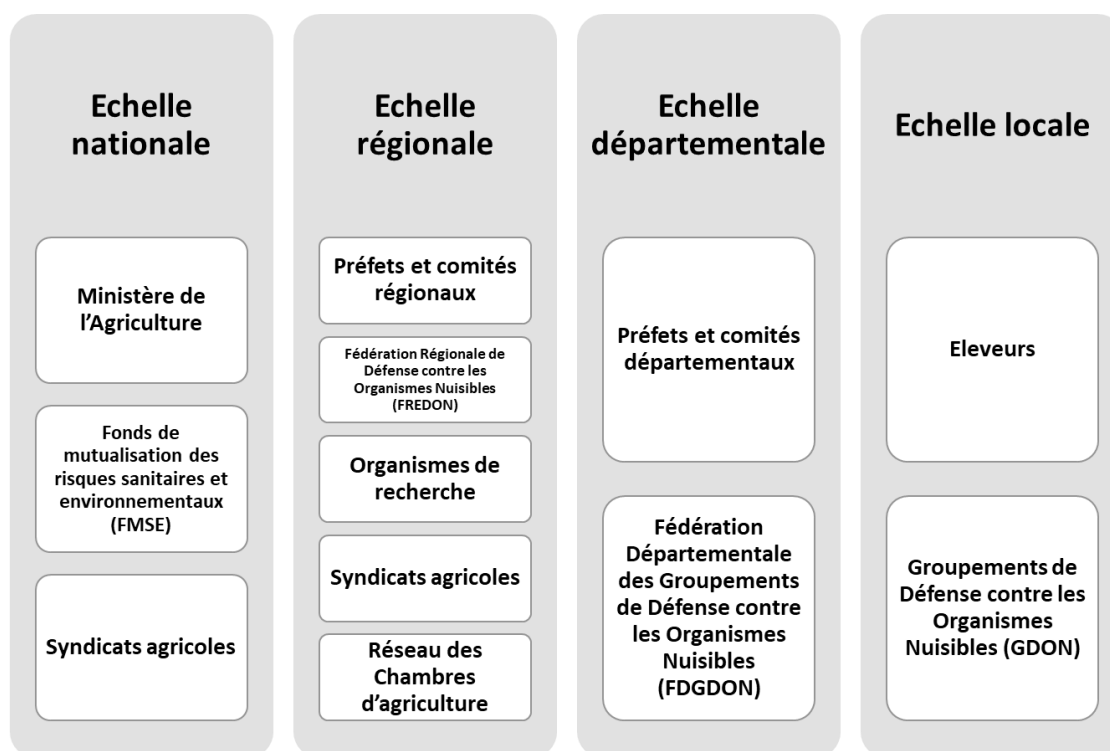 Echelle
nationale
Ministère de
l'Agriculture
Fonds de
mutualisation des
risques sanitaires et
environnementaux
(FMSE)
Syndicats agricoles
Echelle
régionale
Préfets et comités
régionaux
Fédération Régionale de
Défense contre les
Organismes Nuisibles
(FREDON)
Organismes de
recherche
Syndicats agricoles
Réseau des
Chambres
d'agriculture
Echelle
départementale
Préfets et comités
départementaux
Fédération
Départementale
des Groupements
de Défense contre
les Organismes
Nuisibles
(FDGDON)
Echelle locale
Eleveurs
Groupements de
Défense contre les
Organismes
Nuisibles (GDON)